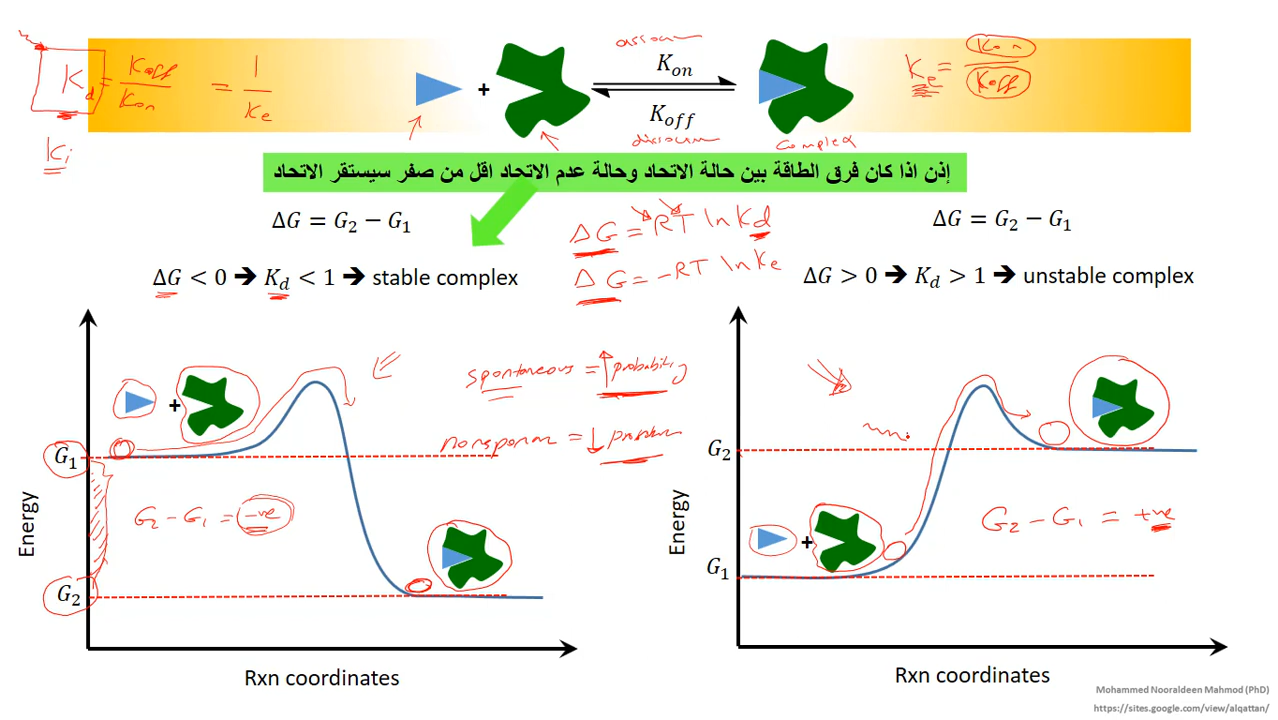 Kd = Koff/Kon = 1/Ke
Ki
+
assocn
Kon
Koff
dissocn
complex
Ke = Kon/Koff
إذن اذا كان فرق الطاقة بين حالة الاتحاد وحالة عدم الاتحاد اقل من صفر سيستقر الاتحاد
ΔG = G2 − G1
ΔG < 0 ➔ Kd < 1 ➔ stable complex
ΔG = RT ln Kd
ΔG = -RT ln Ke
ΔG = G2 − G1
ΔG > 0 ➔ Kd > 1 ➔ unstable complex
spontaneous = ↑ probability
= ↓
+
G1
G2 - G1 = -ve
G2
Energy
Rxn coordinates
G2
+
G2 - G1 = +ve
G1
Energy
Rxn coordinates
Mohammed Nooraldeen Mahmod (PhD)
https://sites.google.com/view/alqattan/